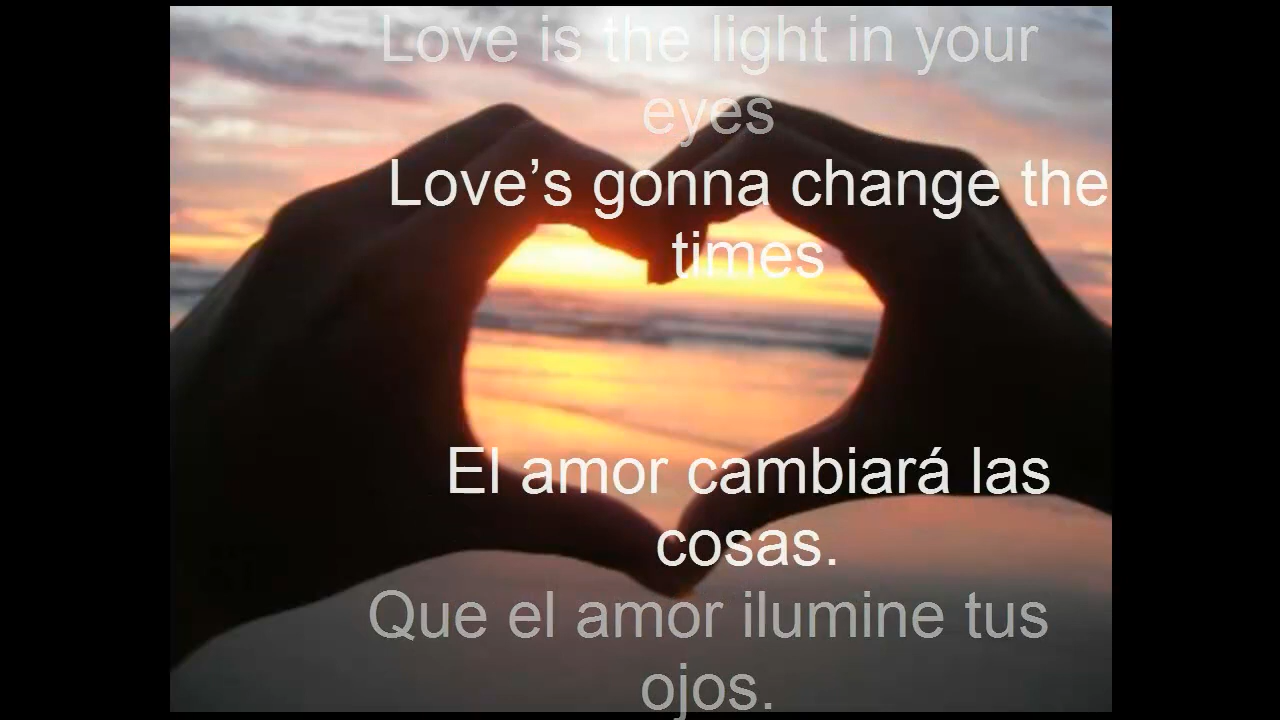 Love is the light in your
eyes
Love’s gonna change the
times
El amor cambiará las
cosas.
Que el amor ilumine tus
ojos.